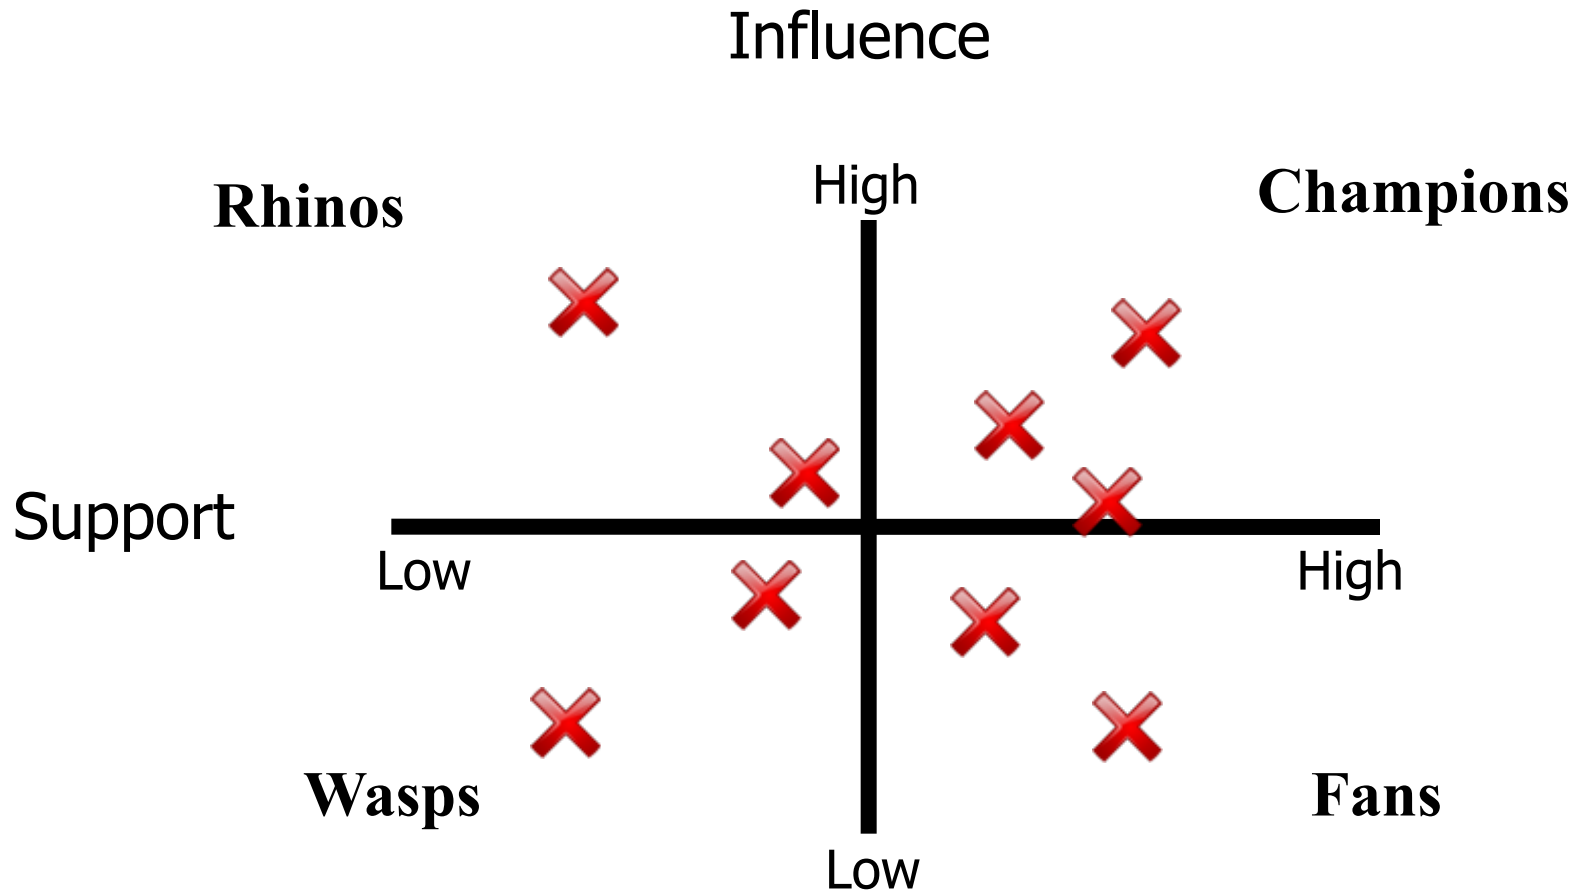 Influence
Rhinos
High
Champions
Support
Low
High
Wasps
Fans
Low